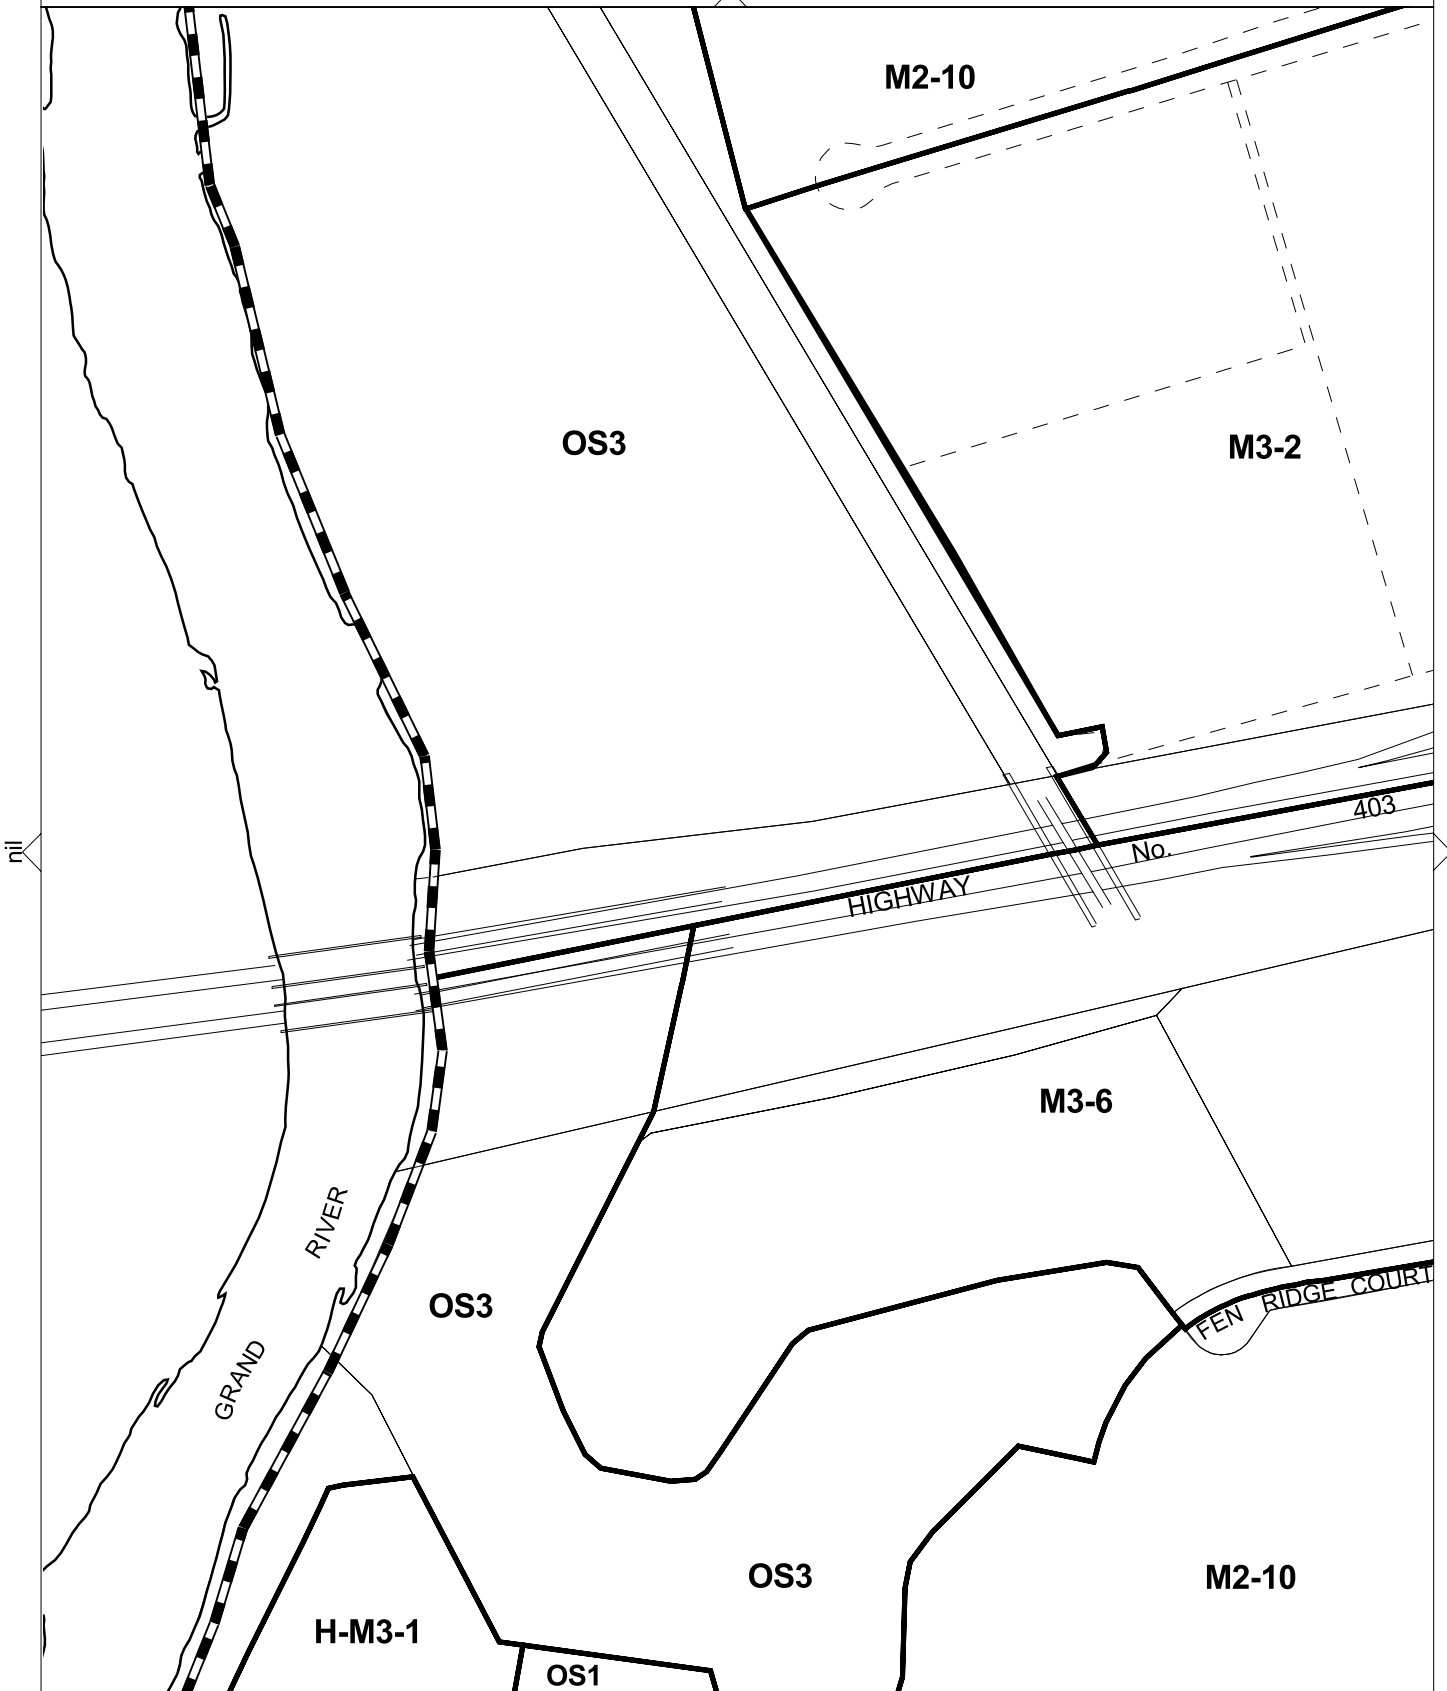 M2-10
OS3
M3-2
403
nil
No.
HIGHWAY
M3-6
RIVER
OS3
FEN RIDGE COURT
GRAND
OS3
M2-10
H-M3-1
OS1